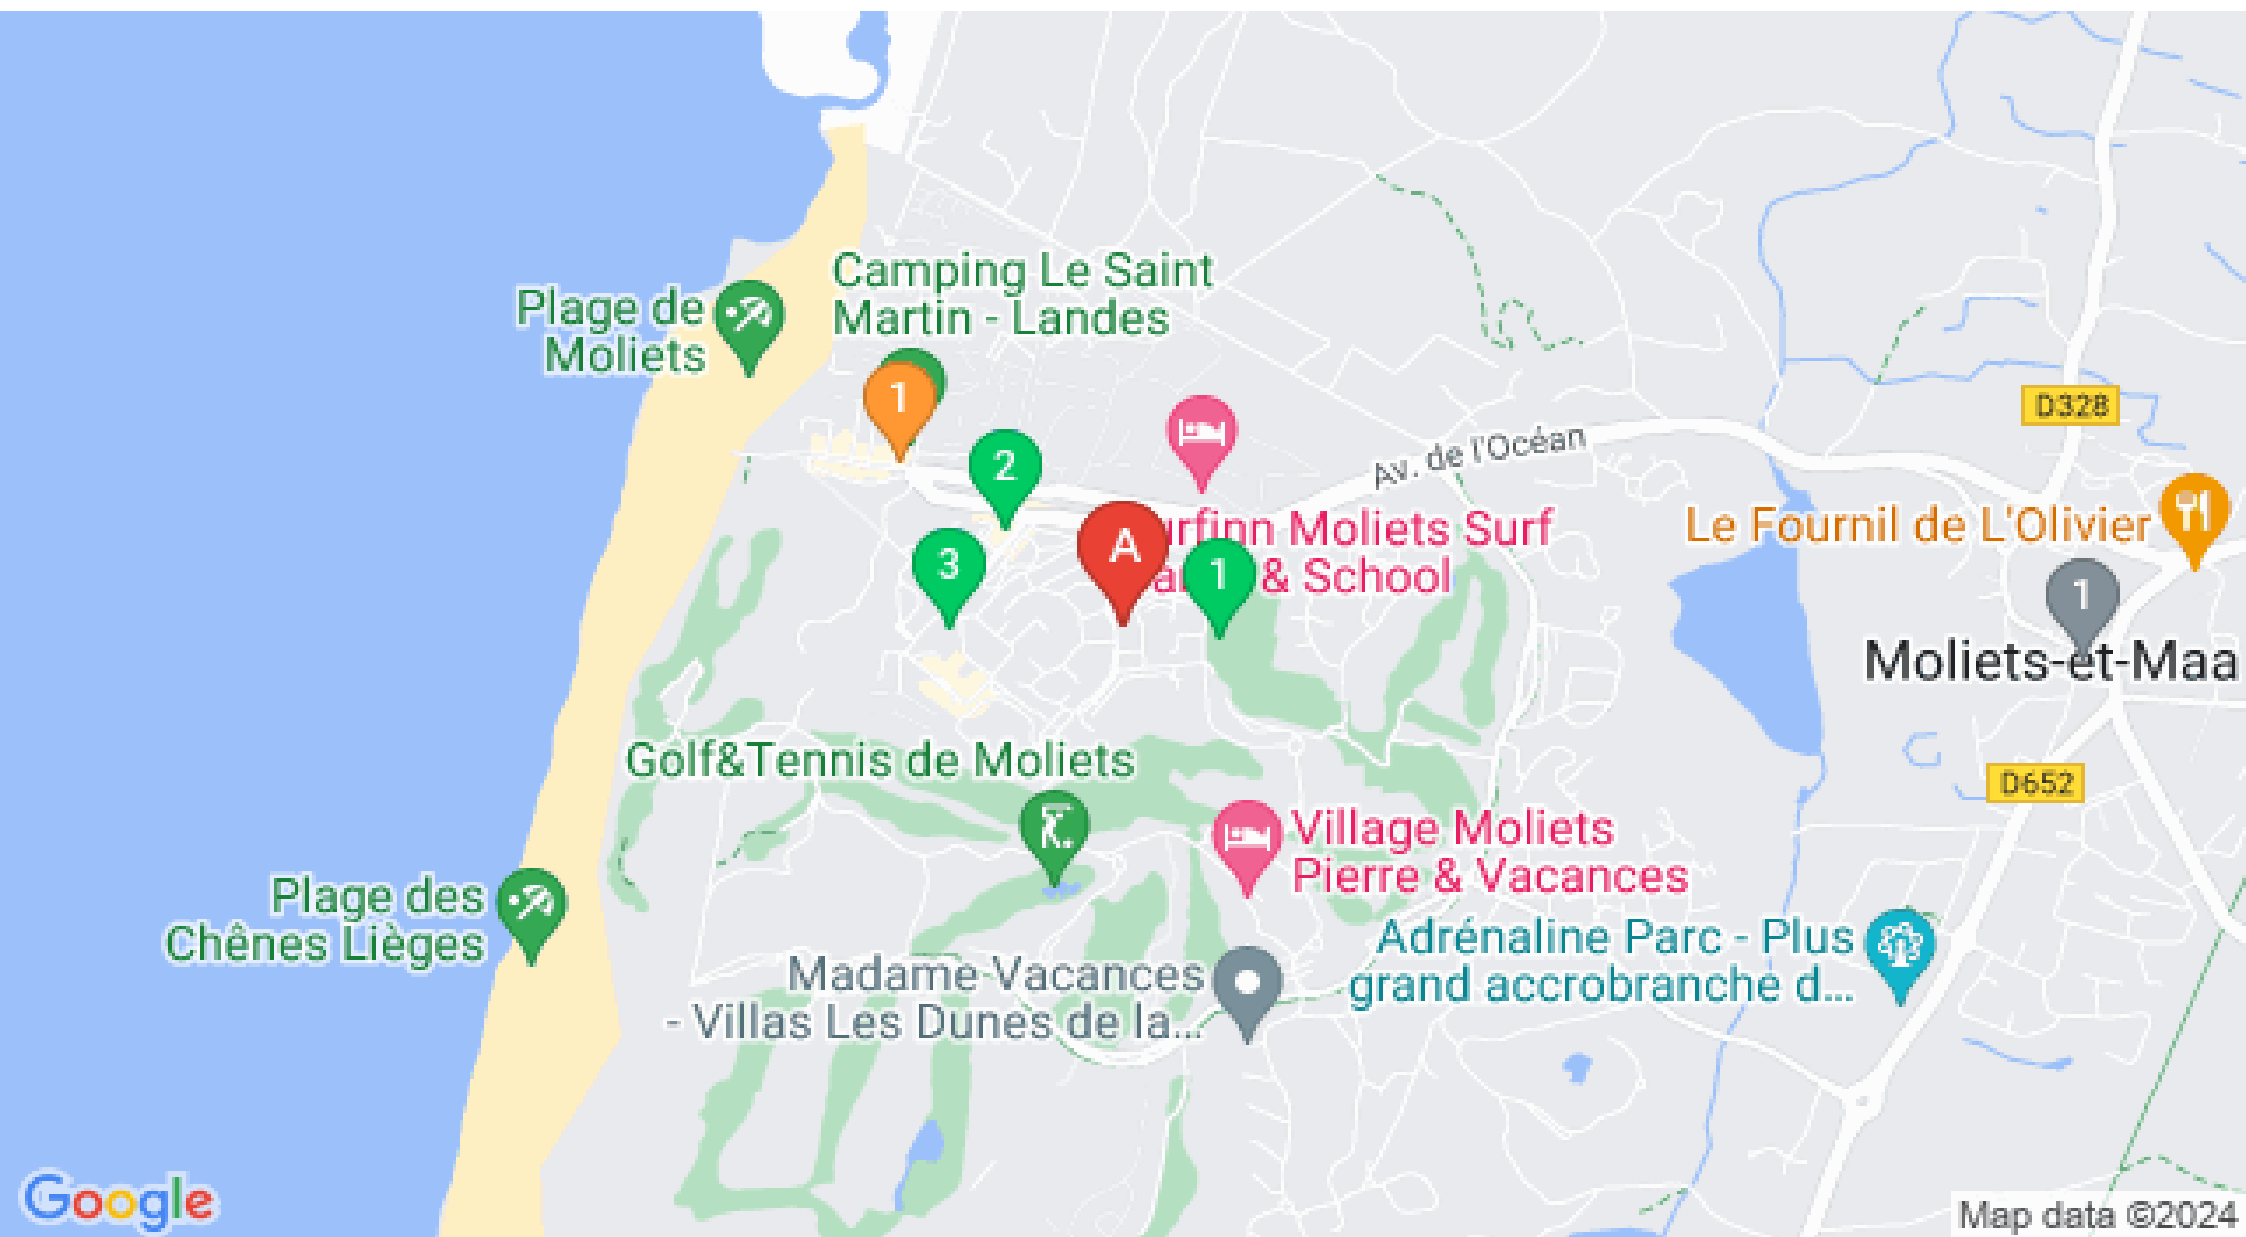 Camping Le Saint
Martin - Landes
Plage de
Moliets
1
2
3
A
1
Av. de l'Océan
urfinn Moliets Surf
& School
D328
Le Fournil de L'Olivier
1
Moliets-et-Maa
Golf&Tennis de Moliets
D652
Village Moliets
Pierre & Vacances
Plage des
Chênes Lièges
Adrénaline Parc - Plus
grand accrobranche d...
Madame Vacances
- Villas Les Dunes de la...
Google
Map data ©2024